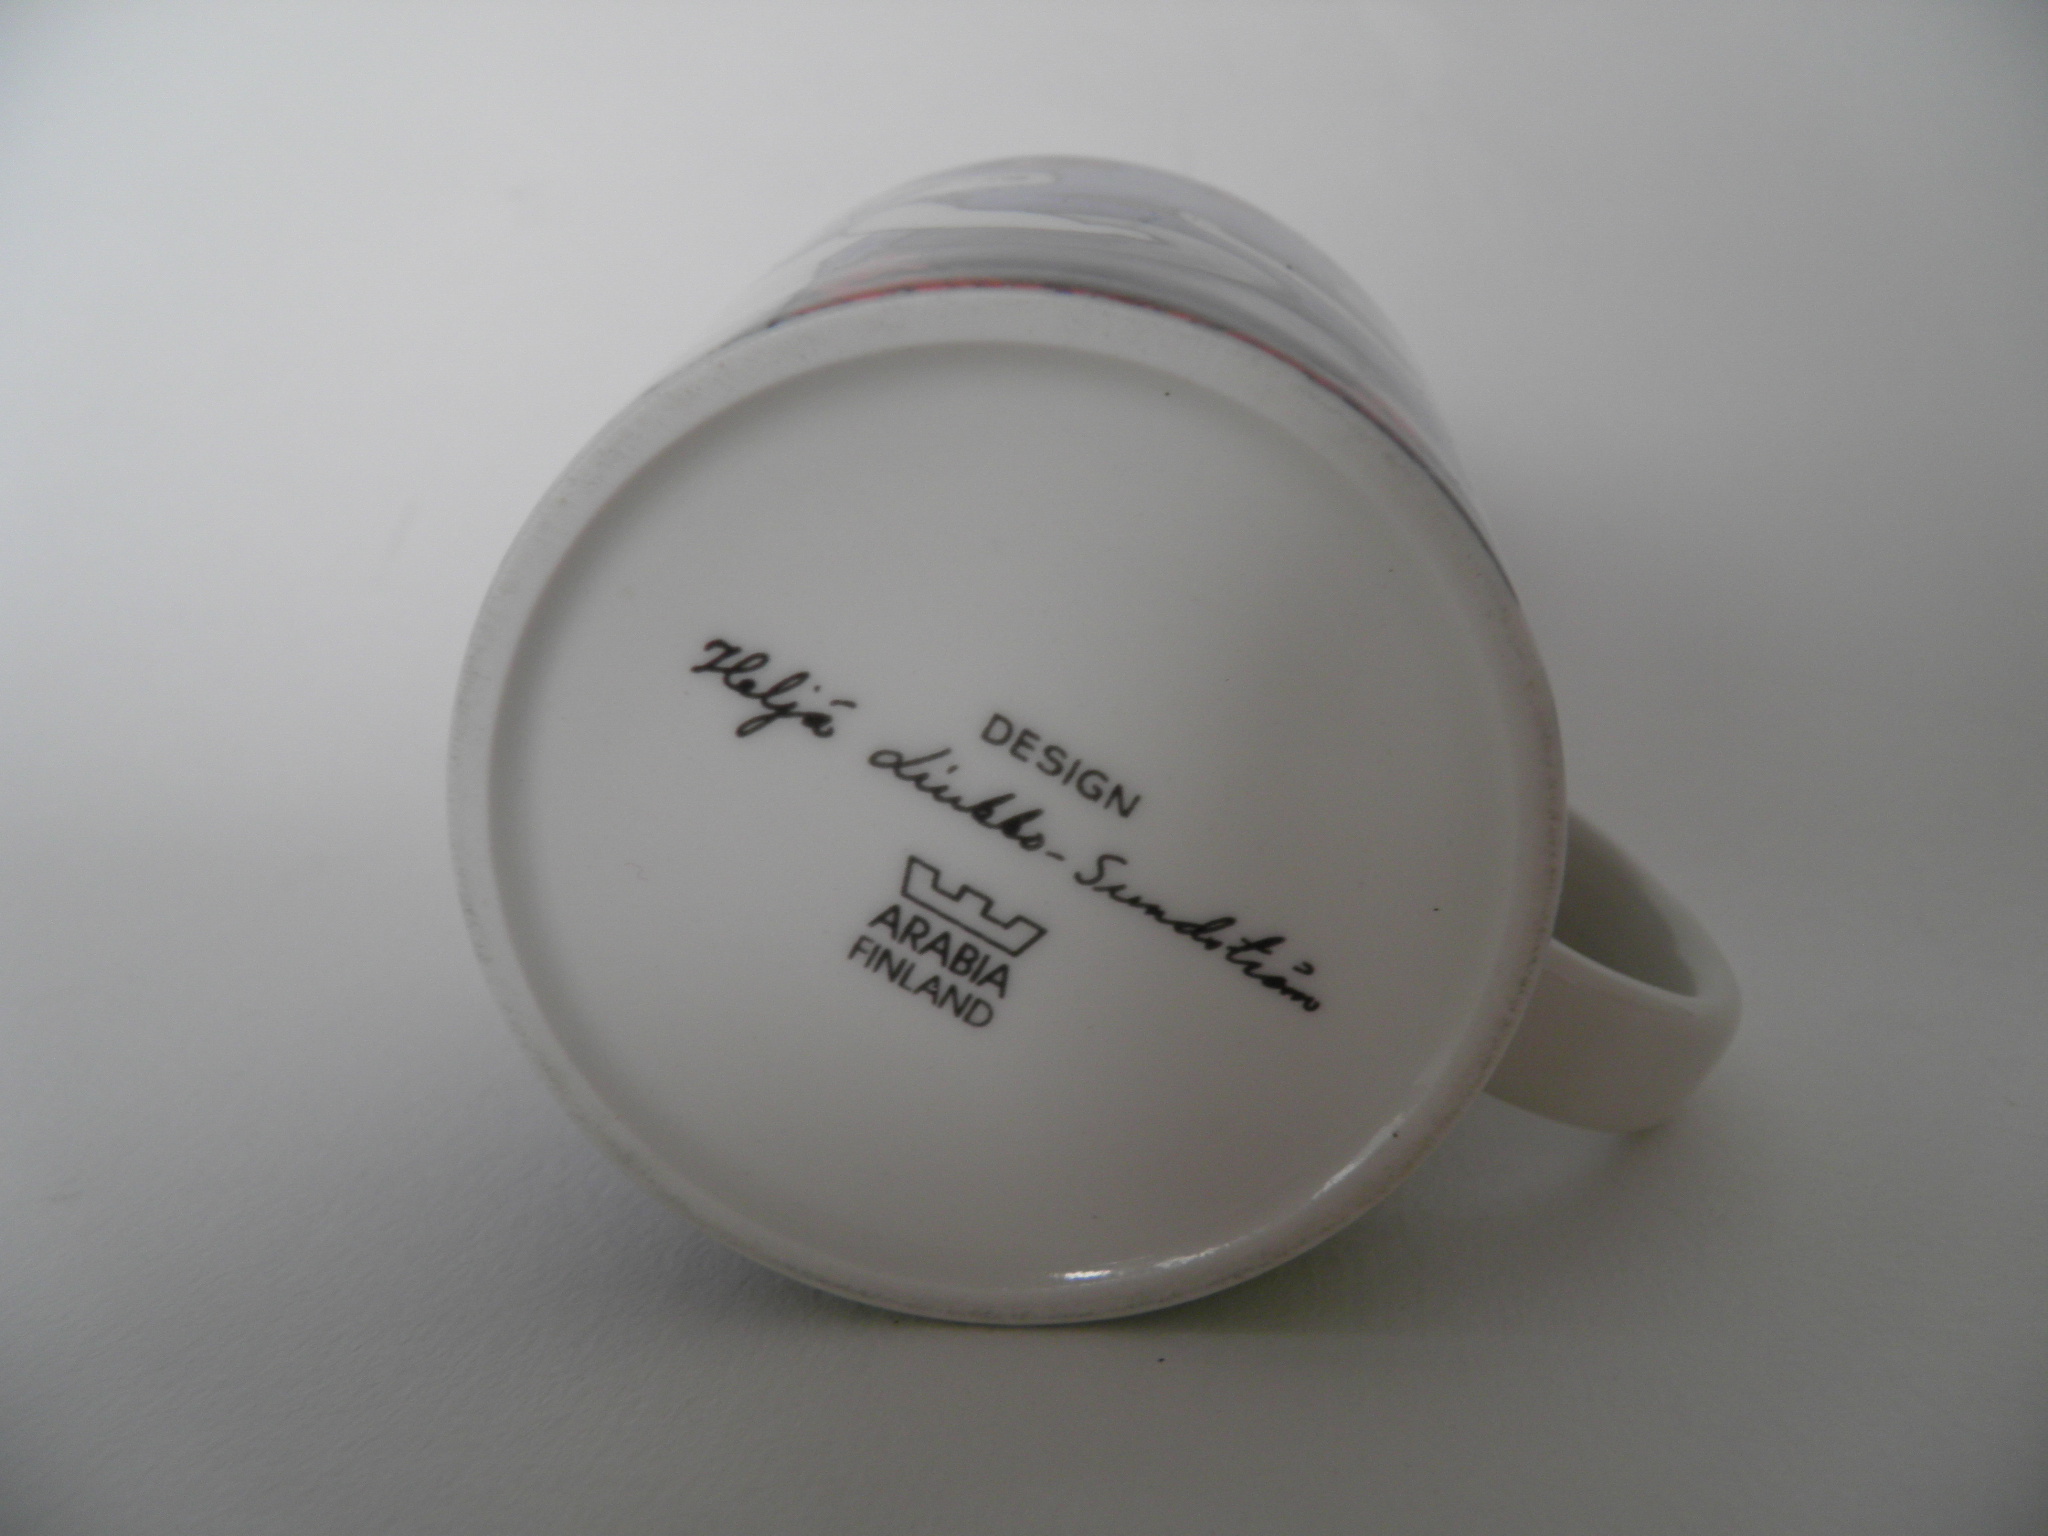 DESIGN
Heljä Liukko-Sundström
ARABIA
FINLAND